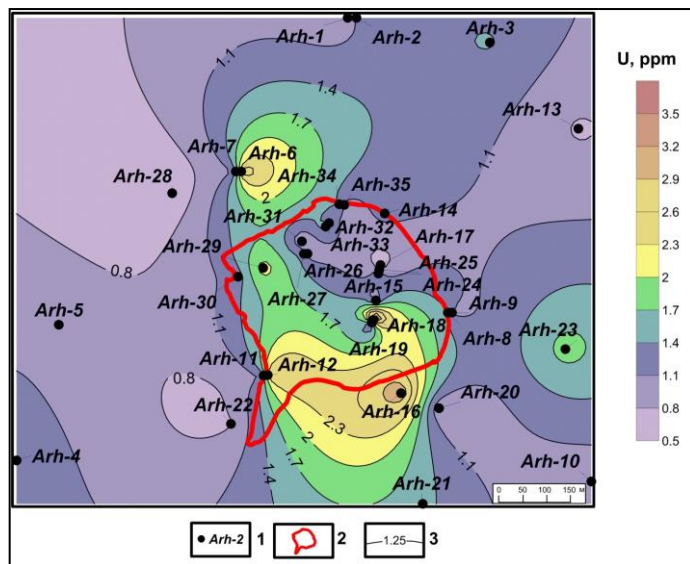 Arh-1
Arh-2
Arh-3
U, ppm
1.1
1.4
Arh-13
3.5
1.7
3.2
Arh-7
Arh-6
1.1
2.9
Arh-28
Arh-34
2
Arh-35
2.6
Arh-31
Arh-14
2.3
Arh-32
Arh-17
Arh-29
Arh-33
2
0.8
Arh-26
Arh-25
1.7
Arh-15
Arh-24
Arh-30
Arh-27
Arh-9
1.4
Arh-5
1.1
1.7
Arh-18
Arh-23
1.1
Arh-19
Arh-8
Arh-11
Arh-12
0.8
0.8
Arh-20
0.5
Arh-22
Arh-16
2.3
2
Arh-4
1.7
1.1
Arh-10
1.4
Arh-21
0 50 100 150 м
Arh-2 1 2 1.25 3